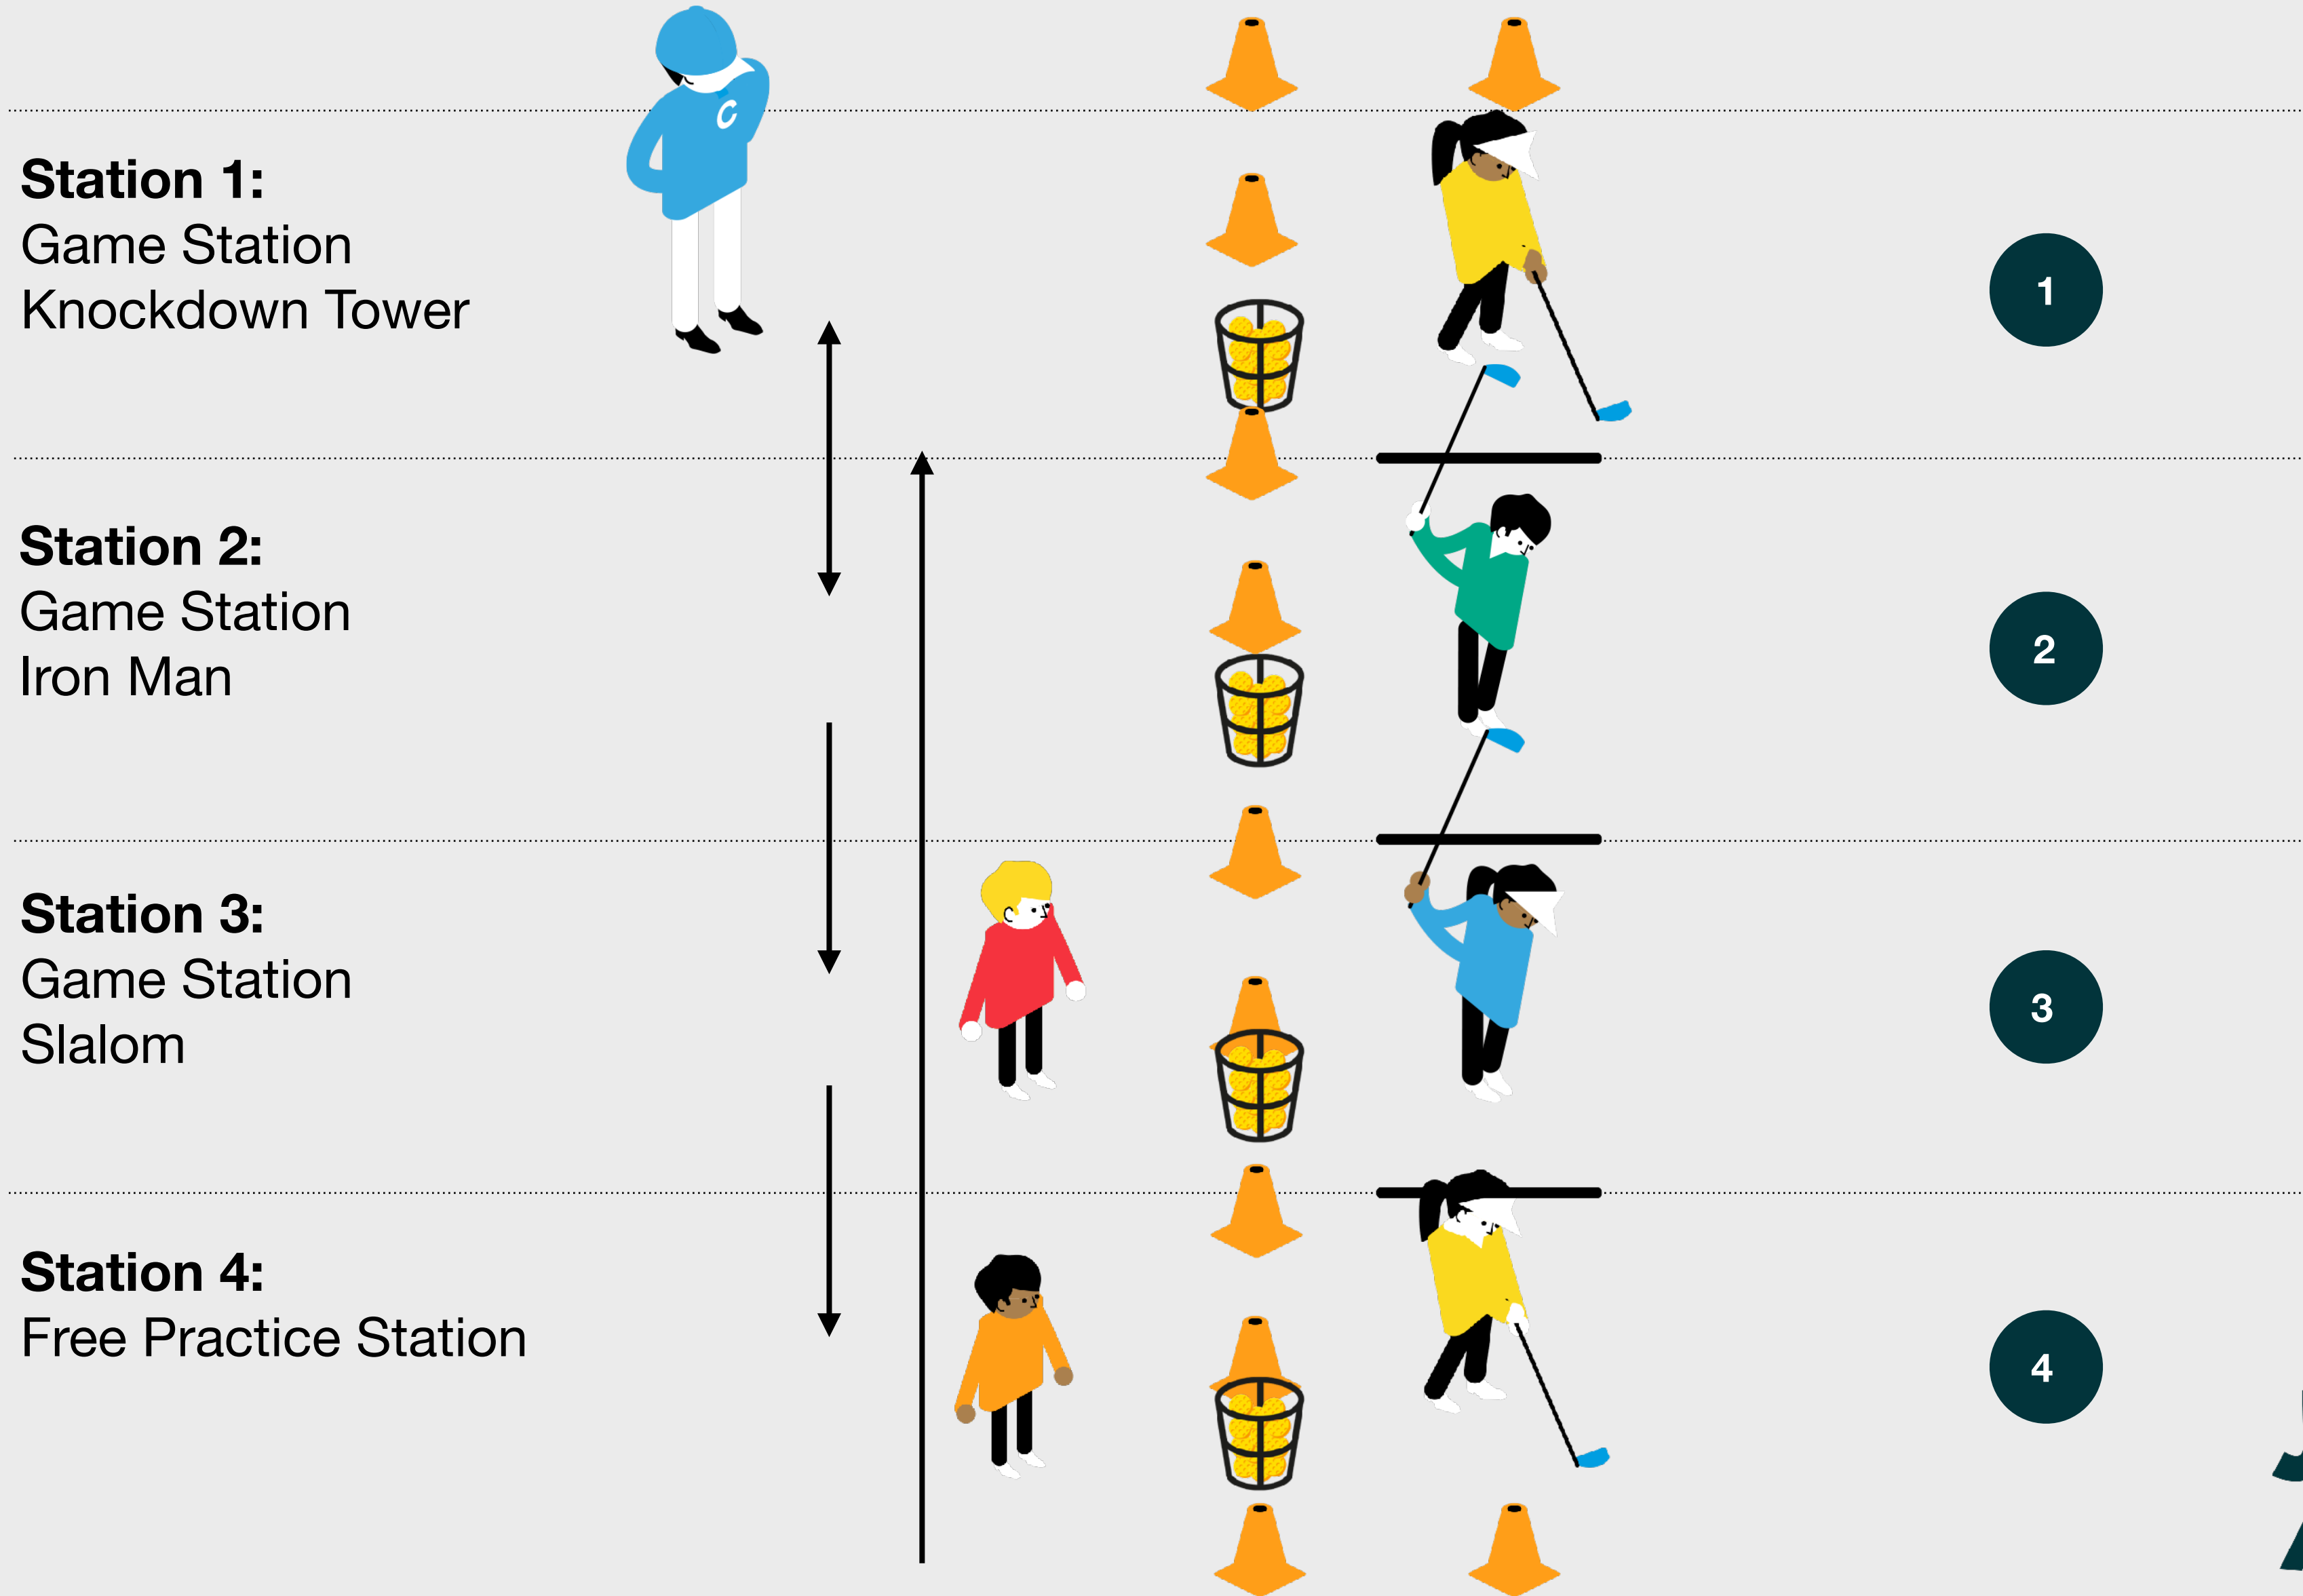 C
Station 1:
Game Station
Knockdown Tower
1
Station 2:
Game Station
Iron Man
2
Station 3:
Game Station
Slalom
3
Station 4:
Free Practice Station
4